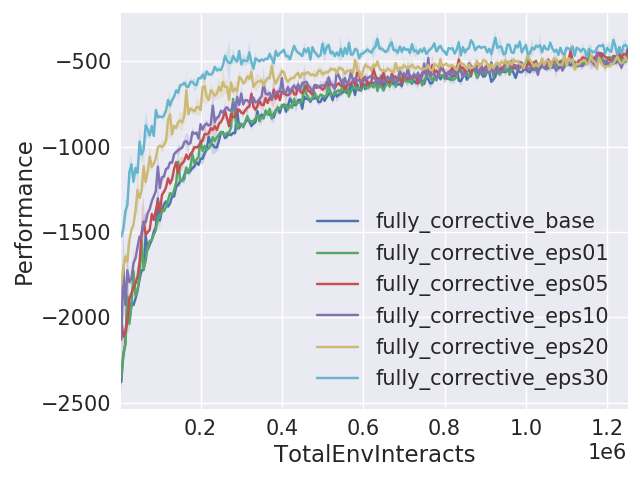 −500
−1000
−1500
−2000
−2500
Performance
fully_corrective_base
fully_corrective_eps01
fully_corrective_eps05
fully_corrective_eps10
fully_corrective_eps20
fully_corrective_eps30
0.2 0.4 0.6 0.8 1.0 1.2
1e6
TotalEnvInteracts